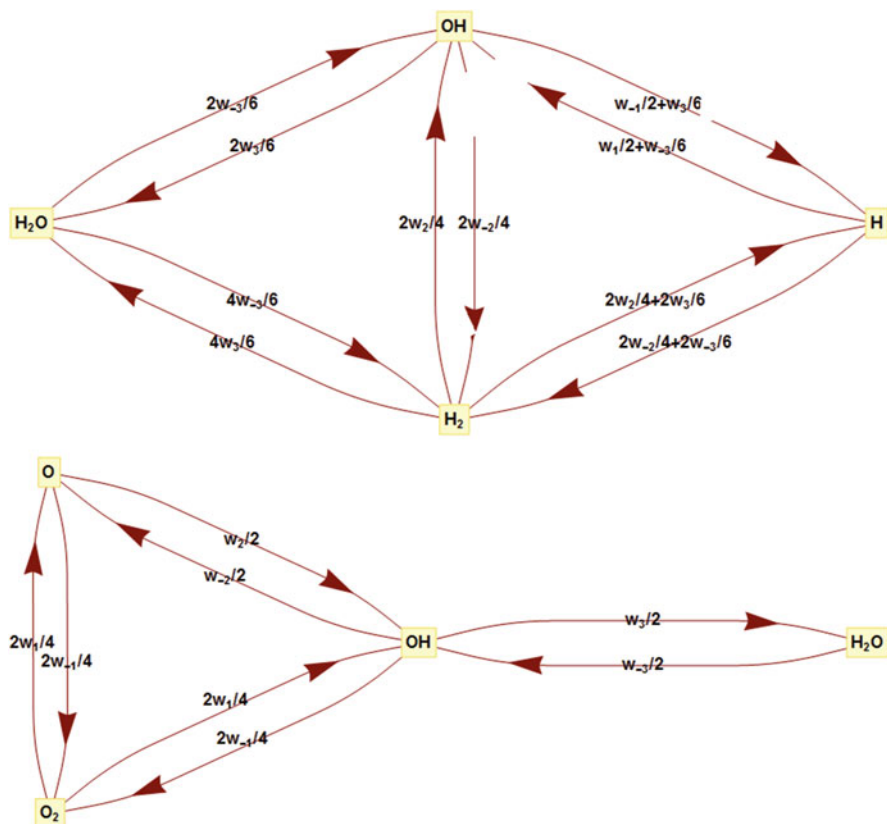 OH
2w₋₃/6
w₋₁/2+w₃/6
2w₃/6
w₁/2+w₋₃/6
H₂O
2w₂/4
2w₋₂/4
H
4w₋₃/6
2w₂/4+2w₃/6
4w₃/6
2w₋₂/4+2w₋₃/6
H₂
O
w₂/2
w₋₂/2
2w₁/4
2w₋₁/4
OH
w₃/2
H₂O
w₋₃/2
2w₁/4
2w₋₁/4
O₂